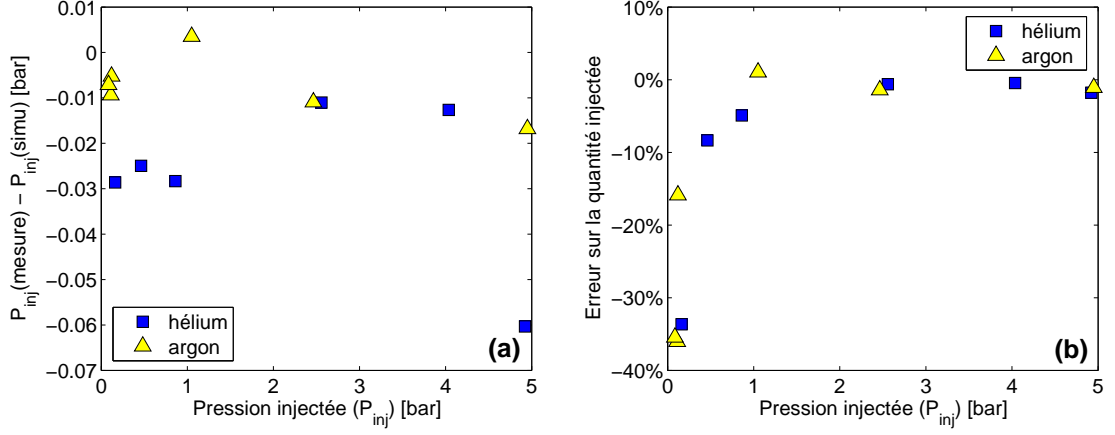 0.01
0
−0.01
−0.02
−0.03
−0.04
−0.05
−0.06
−0.07
P_inj(mesure) − P_inj(simu) [bar]
hélium
argon
(a)
0 1 2 3 4 5
Pression injectée (P_inj) [bar]
10%
0%
−10%
−20%
−30%
−40%
Erreur sur la quantité injectée
hélium
argon
(b)
0 1 2 3 4 5
Pression injectée (P_inj) [bar]